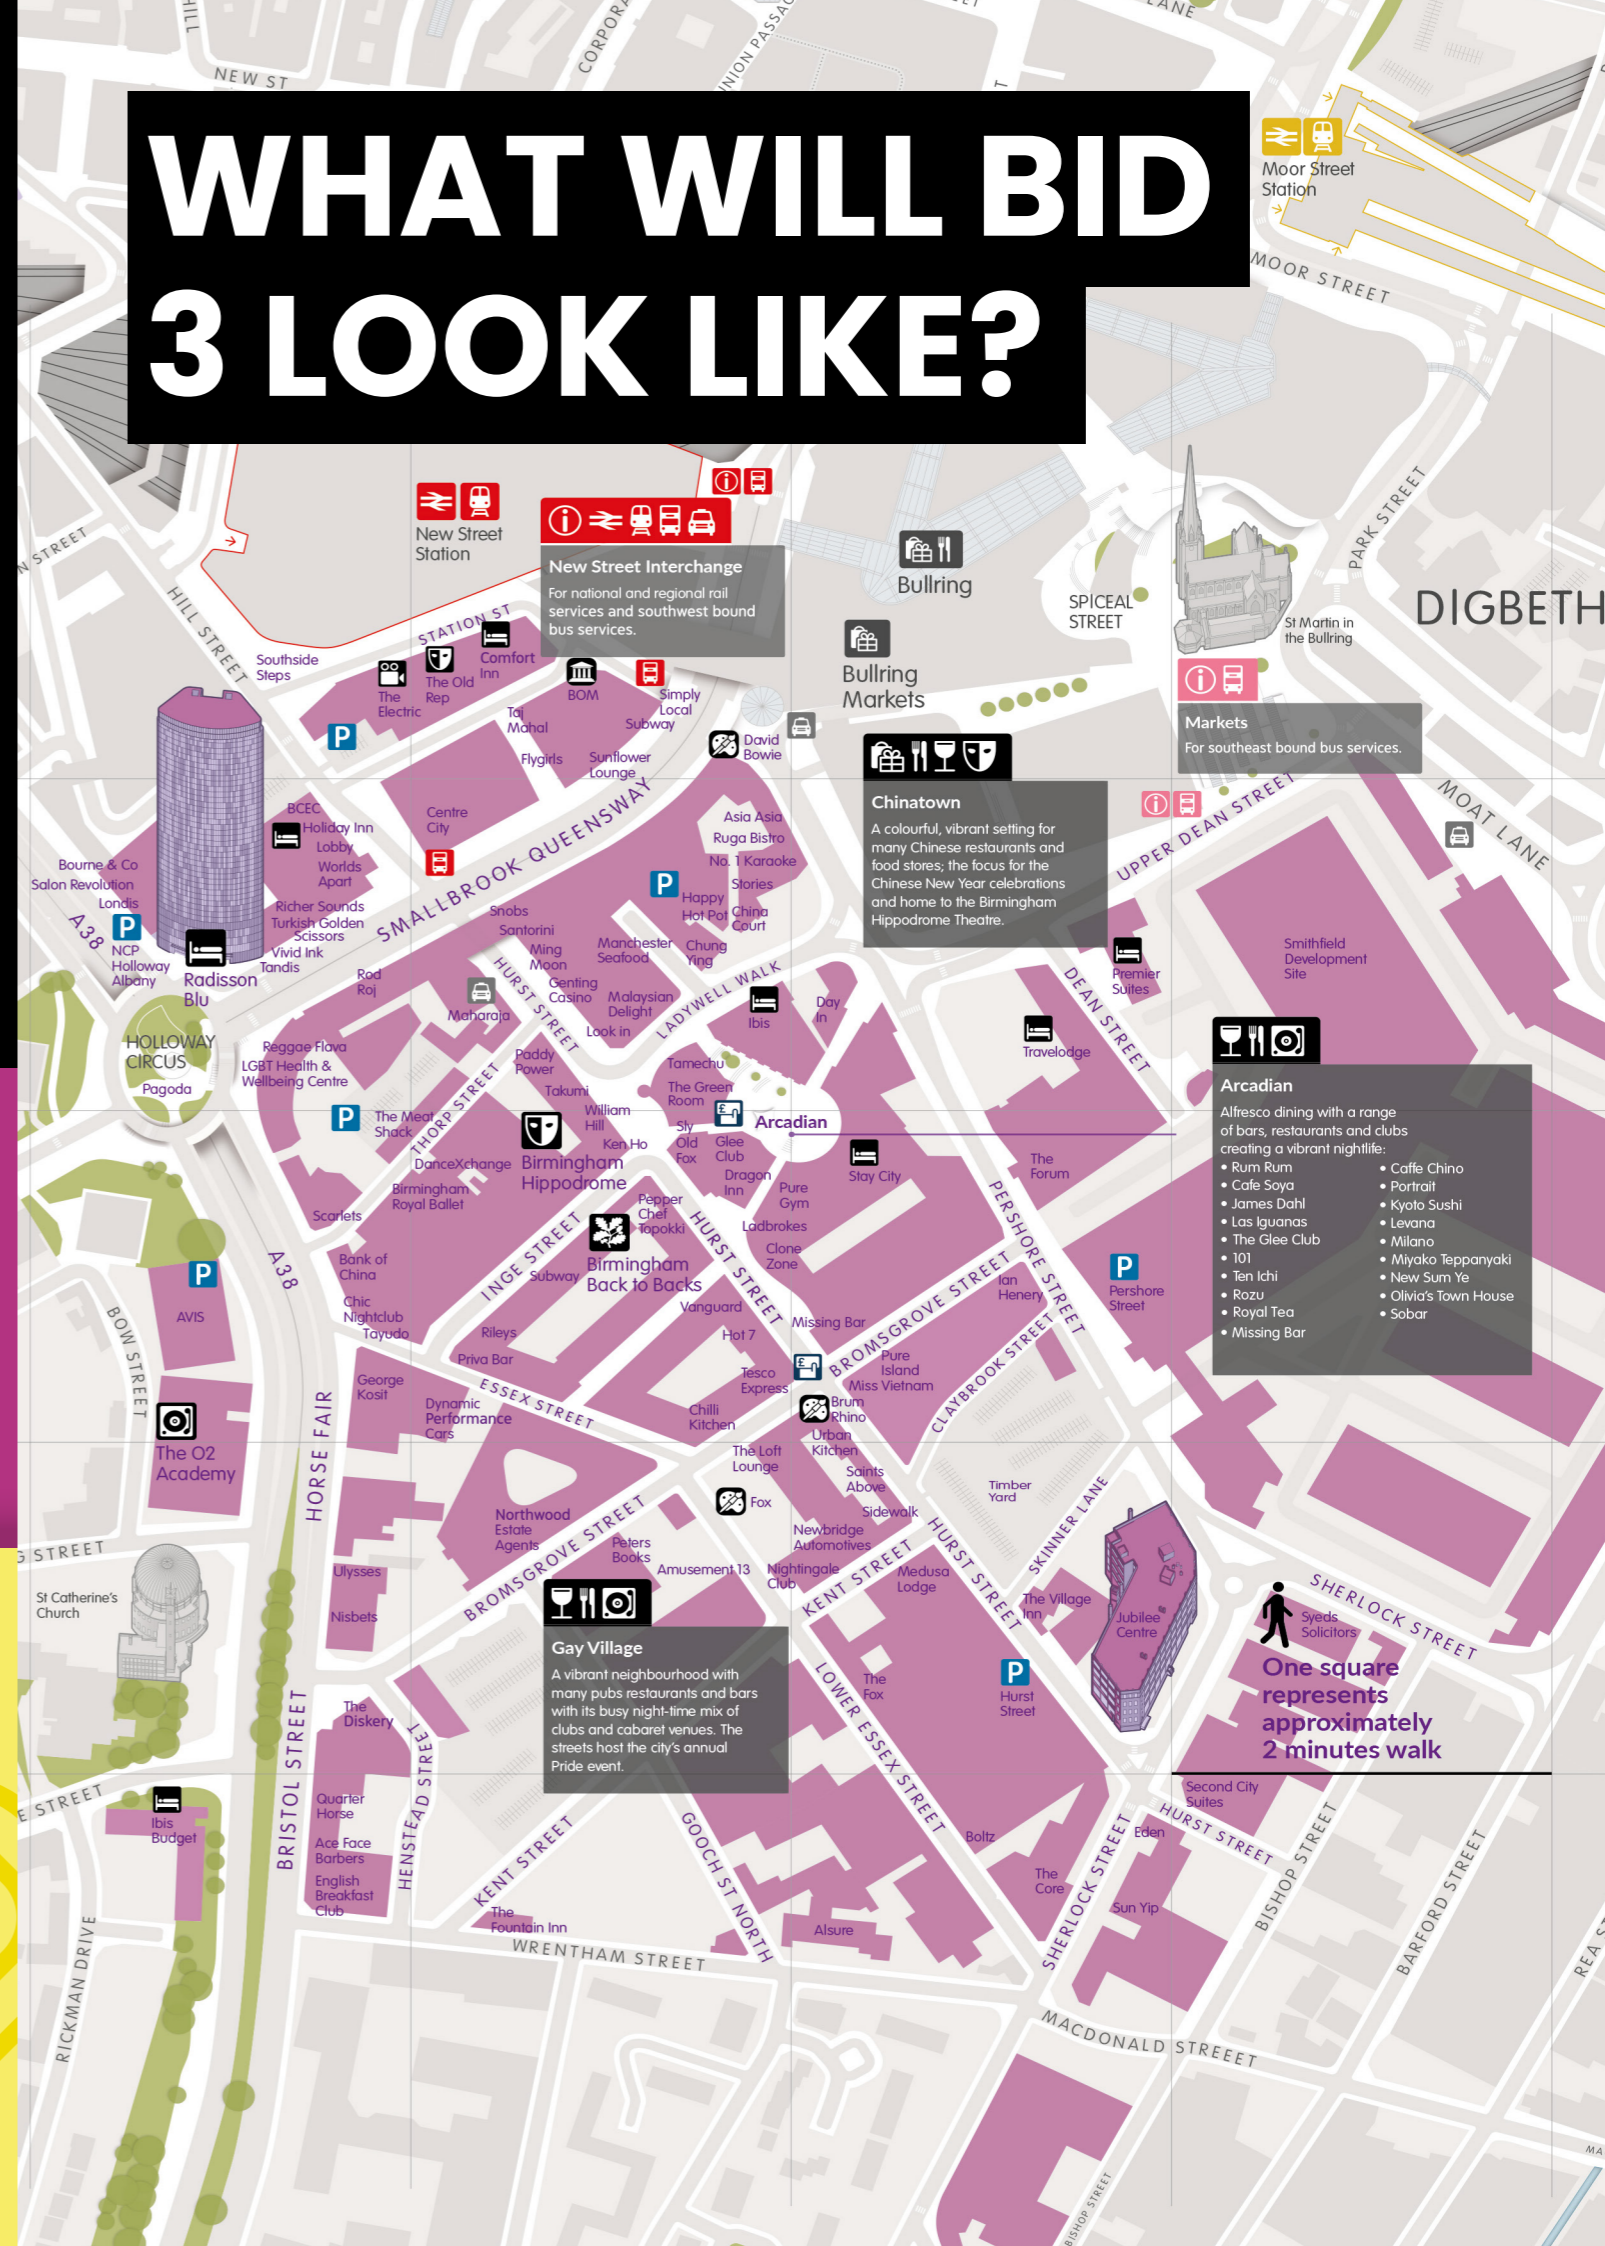 HILL
NEW ST
CORPOR
NION PASSA
LANE
WHAT WILL BID
3 LOOK LIKE?
Moor Street
Station
MOOR STREET
PARK STREET
N STREET
HILL STREET
New Street
Station
New Street Interchange
For national and regional rail
services and southwest bound
bus services.
Bullring
SPICEAL
STREET
DIGBETH
St Martin in
the Bullring
Bullring
Markets
Markets
For southeast bound bus services.
STATION ST
Southside
Steps
Comfort
Inn
The Old
Rep
The
Electric
BOM
Simply
Local
Subway
Taj
Mahal
Flygirls
Sunflower
Lounge
David
Bowie
P
Chinatown
A colourful, vibrant setting for
many Chinese restaurants and
food stores; the focus for the
Chinese New Year celebrations
and home to the Birmingham
Hippodrome Theatre.
UPPER DEAN STREET
MOAT LANE
BCEC
Holiday Inn
Lobby
Worlds
Apart
Centre
City
SMALLBROOK QUEENSWAY
Asia Asia
Ruga Bistro
No. 1 Karaoke
Stories
P
Happy
Hot Pot
China
Court
Bourne & Co
Salon Revolution
Londis
A38
P
NCP
Holloway
Albany
Radisson
Blu
Richer Sounds
Turkish Golden
Scissors
Vivid Ink
Tandis
Rod
Roj
Snobs
Santorini
Ming
Moon
Genting
Casino
Manchester
Seafood
Chung
Ying
Malaysian
Delight
Look in
HURST STREET
LADYWELL WALK
Maharaja
Ibis
Day
In
DEAN STREET
Premier
Suites
Smithfield
Development
Site
Travelodge
HOLLOWAY
CIRCUS
Pagoda
Reggae Flava
LGBT Health &
Wellbeing Centre
P
The Meat
Shack
THORP STREET
Paddy
Power
Takumi
William
Hill
Ken Ho
Tamechu
The Green
Room
Sly
Old
Fox
Glee
Club
Dragon
Inn
Arcadian
Stay City
The
Forum
Arcadian
Alfresco dining with a range
of bars, restaurants and clubs
creating a vibrant nightlife:
• Rum Rum
• Cafe Soya
• James Dahl
• Las Iguanas
• The Glee Club
• 101
• Ten Ichi
• Rozu
• Royal Tea
• Missing Bar
• Caffe Chino
• Portrait
• Kyoto Sushi
• Levana
• Milano
• Miyako Teppanyaki
• New Sum Ye
• Olivia's Town House
• Sobar
DanceXchange
Birmingham
Hippodrome
Birmingham
Royal Ballet
Scarlets
Pepper
Chef
Topokki
Pure
Gym
Ladbrokes
Clone
Zone
PERSHORE STREET
HURST STREET
INGE STREET
Birmingham
Back to Backs
Subway
Vanguard
Hot 7
Missing Bar
BROMSGROVE STREET
Ian
Henery
P
Pershore
Street
A38
Bank of
China
Chic
Nightclub
Tayudo
P
AVIS
BOW STREET
Rileys
Priva Bar
ESSEX STREET
George
Kosit
Dynamic
Performance
Cars
Tesco
Express
Pure
Island
Miss Vietnam
CLAYBROOK STREET
Brum
Rhino
Urban
Kitchen
Chilli
Kitchen
The Loft
Lounge
Saints
Above
Sidewalk
Timber
Yard
The O2
Academy
HORSE FAIR
Fox
Northwood
Estate
Agents
BROMSGROVE STREET
Peters
Books
Amusement 13
Newbridge
Automotives
Nightingale
Club
KENT STREET
HURST STREET
SKINNER LANE
Medusa
Lodge
The Village
Inn
Jubilee
Centre
G STREET
St Catherine's
Church
Ulysses
Nisbets
Gay Village
A vibrant neighbourhood with
many pubs restaurants and bars
with its busy night-time mix of
clubs and cabaret venues. The
streets host the city's annual
Pride event.
SHERLOCK STREET
Syeds
Solicitors
One square
represents
approximately
2 minutes walk
P
Hurst
Street
The
Fox
LOWER ESSEX STREET
The
Diskery
BRISTOL STREET
HENSTEAD STREET
E STREET
Ibis
Budget
Quarter
Horse
Ace Face
Barbers
English
Breakfast
Club
KENT STREET
GOOCH ST NORTH
The
Fountain Inn
WRENTHAM STREET
Alsure
Boltz
The
Core
SHERLOCK STREET
Second City
Suites
HURST STREET
Eden
Sun Yip
BISHOP STREET
BARFORD STREET
REA S
RICKMAN DRIVE
MACDONALD STREEET
BISHOP STREET
MA